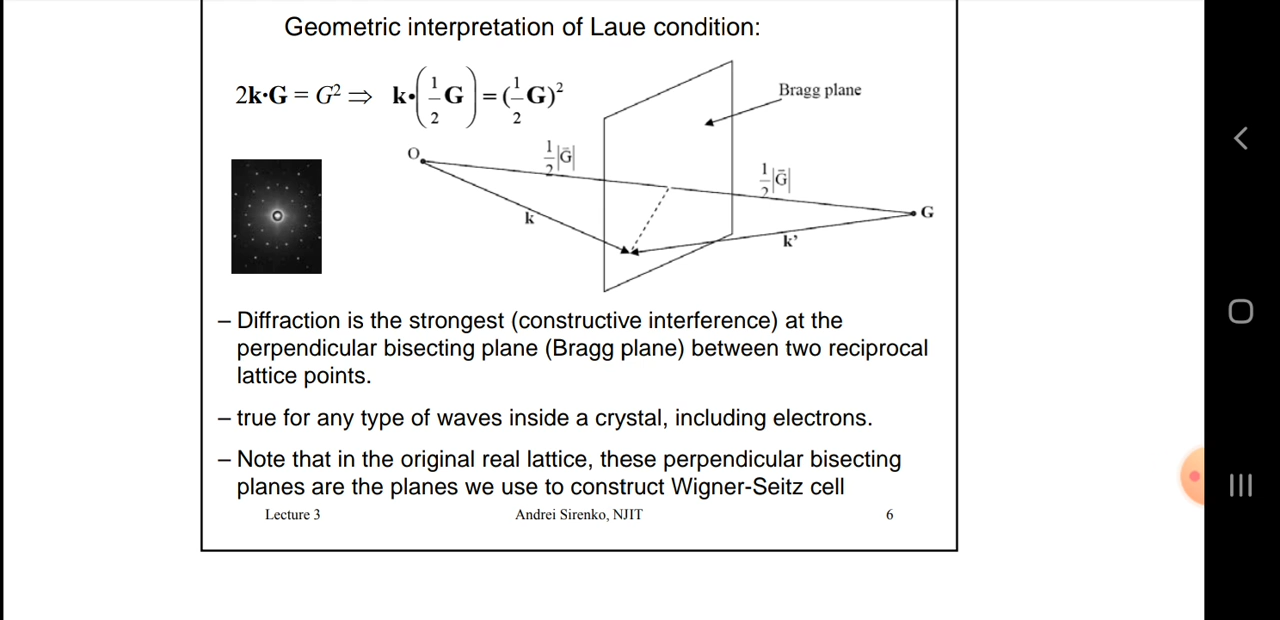 Geometric interpretation of Laue condition:
2k·G = G² ⇒ k·(1/2 G) = (1/2 G)²
Bragg plane
O
1/2|G̅|
1/2|G̅|
G
k
k’
– Diffraction is the strongest (constructive interference) at the
perpendicular bisecting plane (Bragg plane) between two reciprocal
lattice points.
– true for any type of waves inside a crystal, including electrons.
– Note that in the original real lattice, these perpendicular bisecting
planes are the planes we use to construct Wigner-Seitz cell
Lecture 3 Andrei Sirenko, NJIT 6